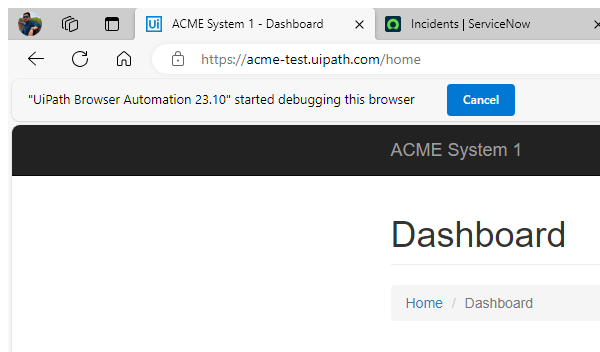 Ui ACME System 1 - Dashboard Incidents | ServiceNow
https://acme-test.uipath.com/home
"UiPath Browser Automation 23.10" started debugging this browser Cancel
ACME System 1
Dashboard
Home / Dashboard